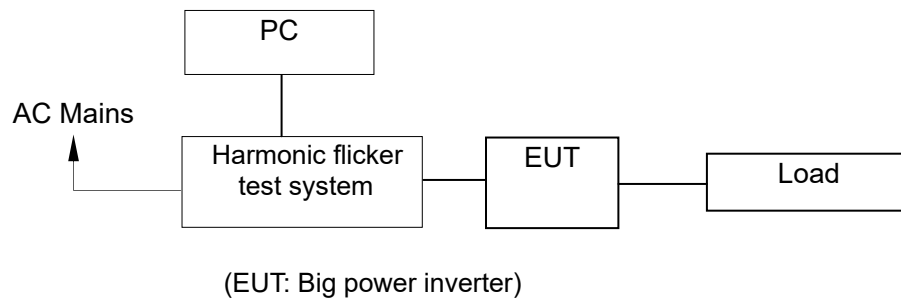 PC
AC Mains
Harmonic flicker
test system
EUT
Load
(EUT: Big power inverter)